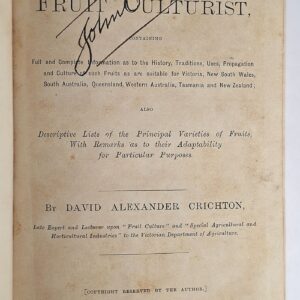 FRUIT CULTURIST,
CONTAINING
Full and Complete Information as to the History, Traditions, Uses, Propagation
and Culture of such Fruits as are suitable for Victoria, New South Wales,
South Australia, Queensland, Western Australia, Tasmania and New Zealand;
ALSO
Descriptive Lists of the Principal Varieties of Fruits,
With Remarks as to their Adaptability
for Particular Purposes.
By DAVID ALEXANDER CRICHTON,
Late Expert and Lecturer upon "Fruit Culture" and "Special Agricultural and
Horticultural Industries" to the Victorian Department of Agriculture.
[COPYRIGHT RESERVED BY THE AUTHOR.]
John